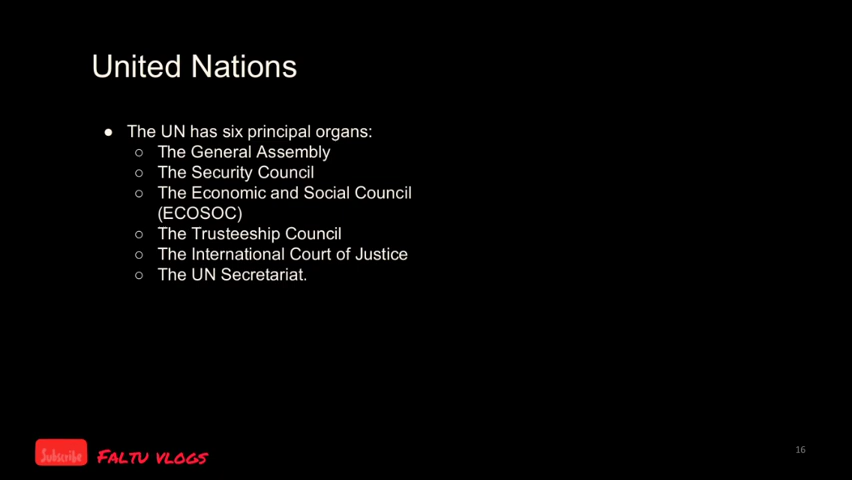 United Nations
● The UN has six principal organs:
○ The General Assembly
○ The Security Council
○ The Economic and Social Council
(ECOSOC)
○ The Trusteeship Council
○ The International Court of Justice
○ The UN Secretariat.
Subscribe
FALTU VLOGS
16